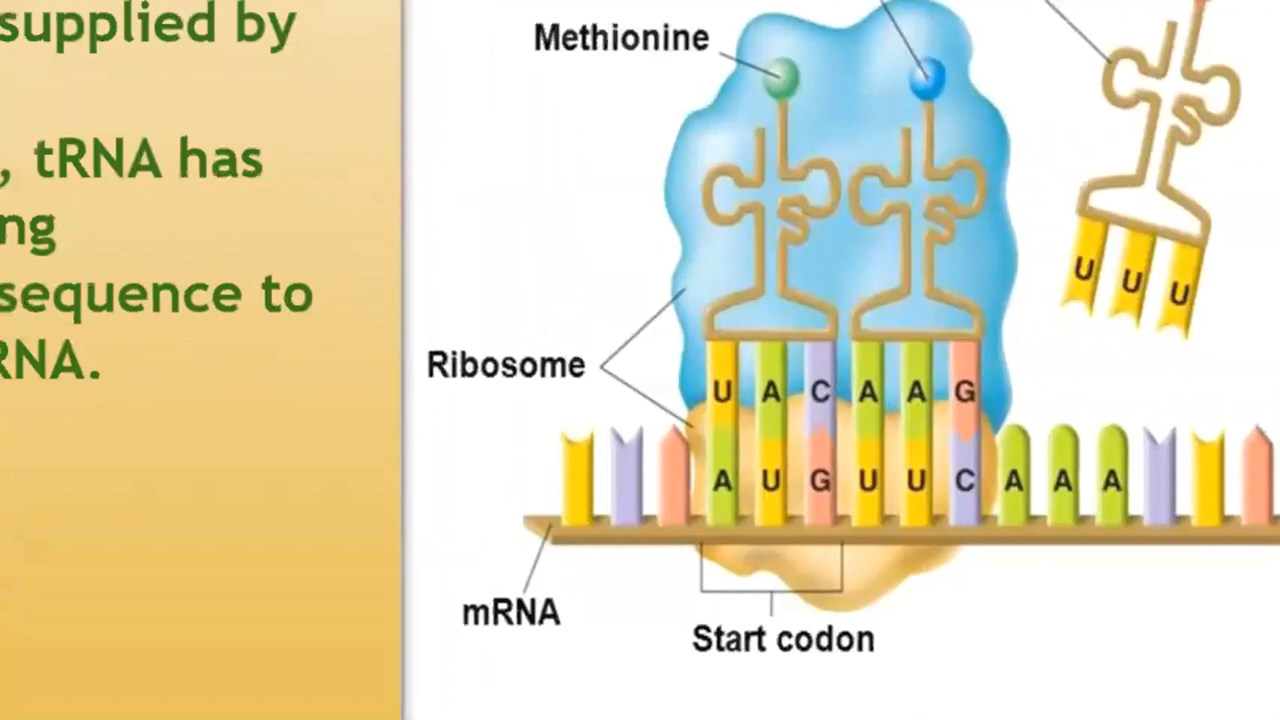 supplied by
, tRNA has
ng
sequence to
RNA.
Methionine
U U U
Ribosome
U A C A A G
A U G U U C A A A
mRNA
Start codon